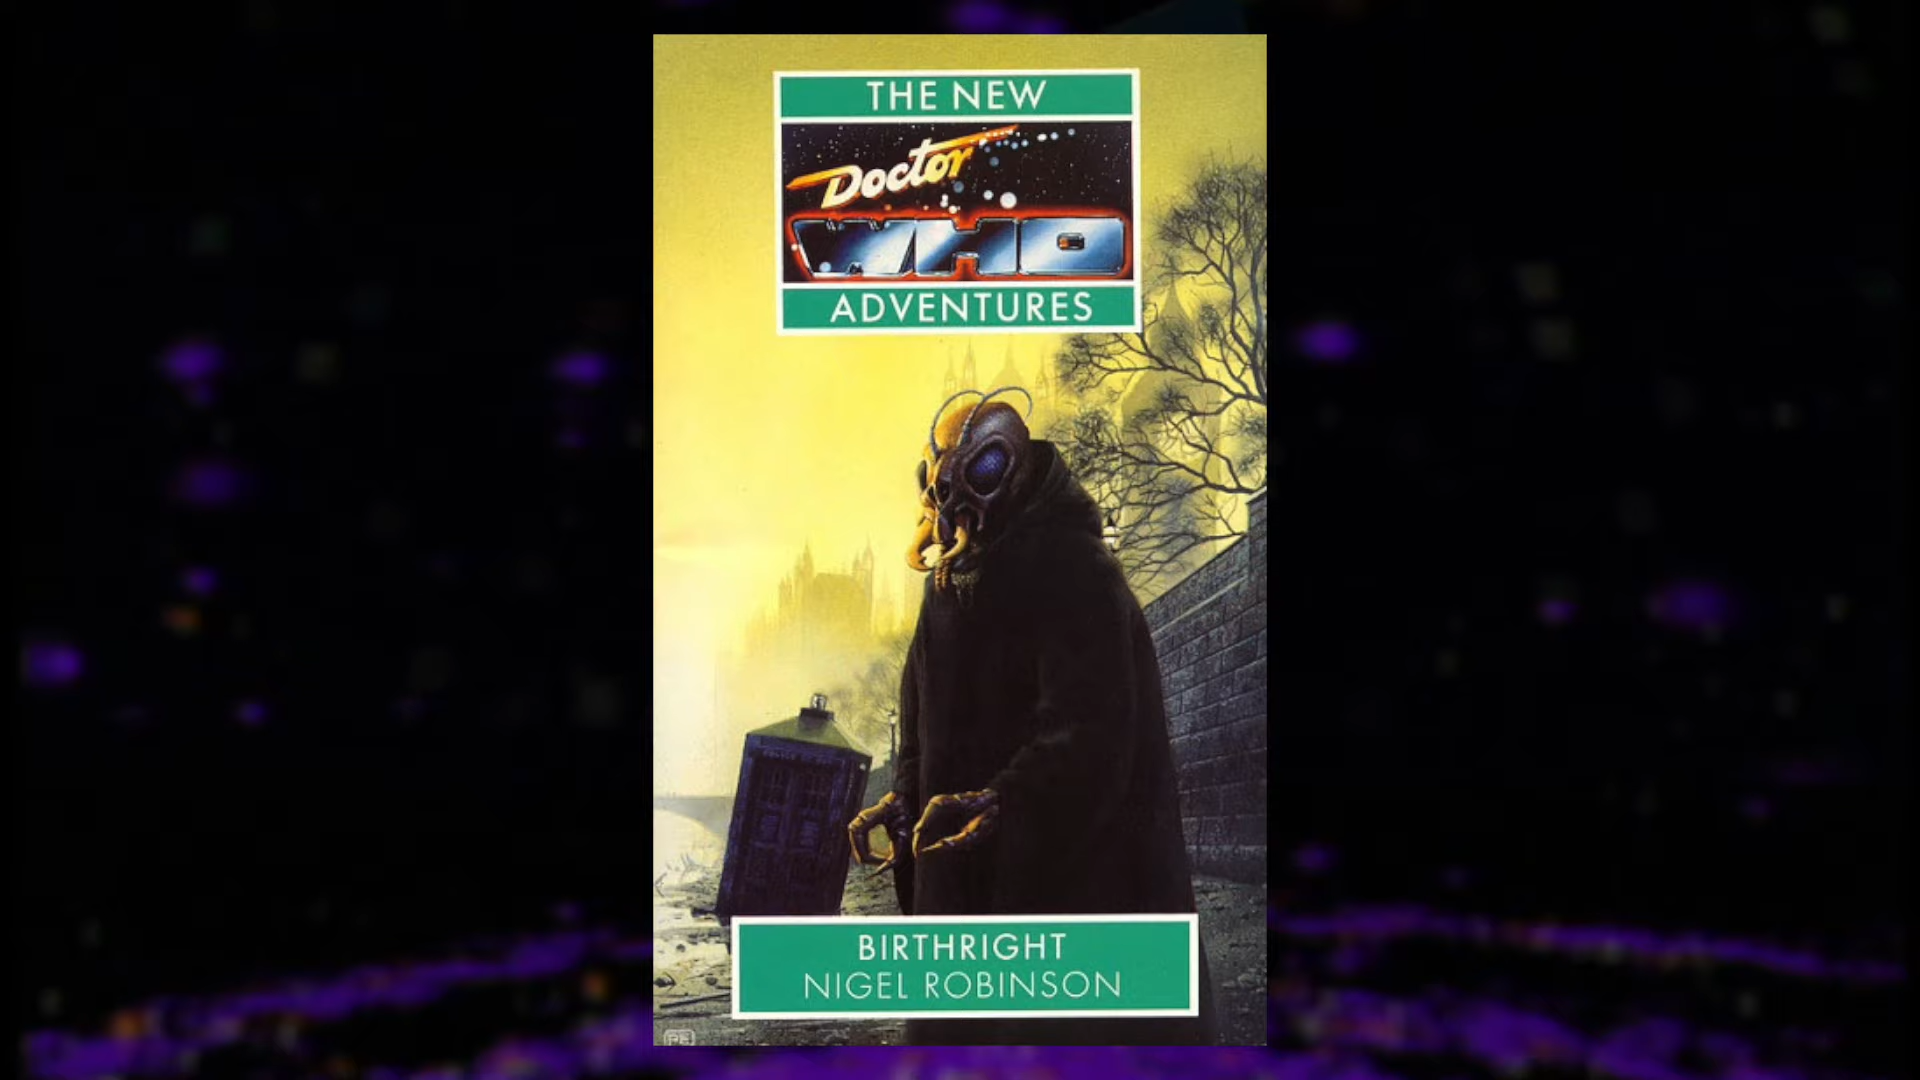 THE NEW
Doctor
WHO
ADVENTURES
BIRTHRIGHT
NIGEL ROBINSON